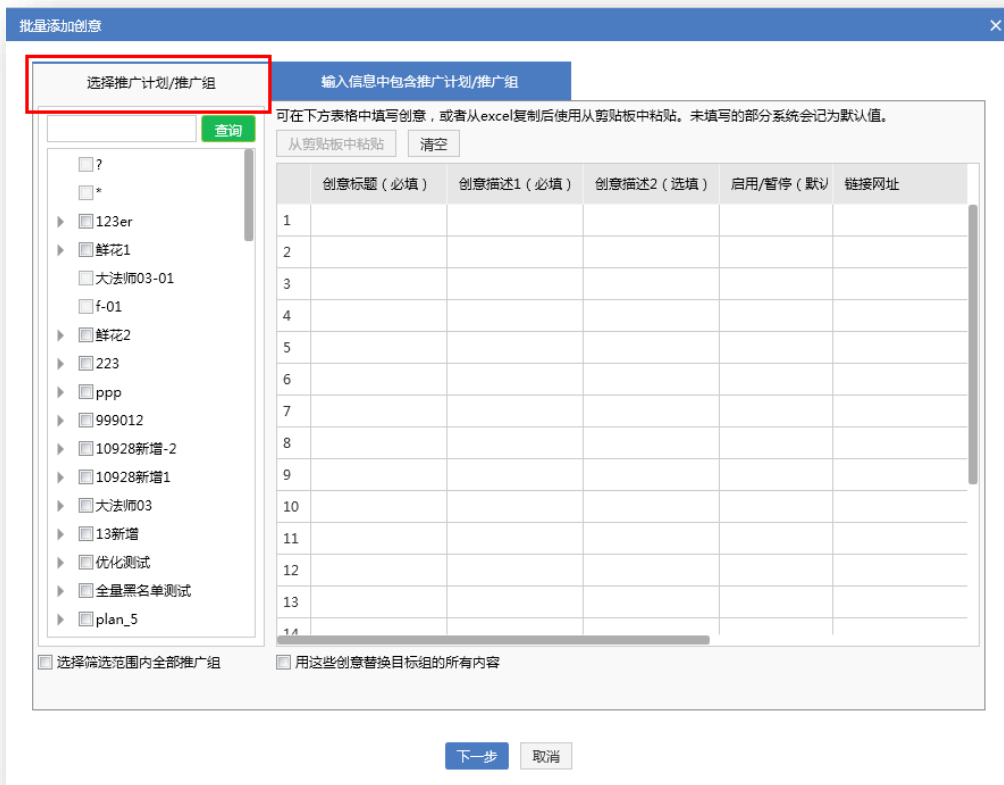 批量添加创意
选择推广计划/推广组
输入信息中包含推广计划/推广组
查询
?
*
123er
鲜花1
大法师03-01
f-01
鲜花2
223
ppp
999012
10928新增-2
10928新增1
大法师03
13新增
优化测试
全量黑名单测试
plan_5
选择筛选范围内全部推广组
可在下方表格中填写创意，或者从excel复制后使用从剪贴板中粘贴。未填写的部分系统会记为默认值。
从剪贴板中粘贴 清空
创意标题（必填） 创意描述1（必填） 创意描述2（选填） 启用/暂停（默认 链接网址
1
2
3
4
5
6
7
8
9
10
11
12
13
14
用这些创意替换目标组的所有内容
下一步 取消